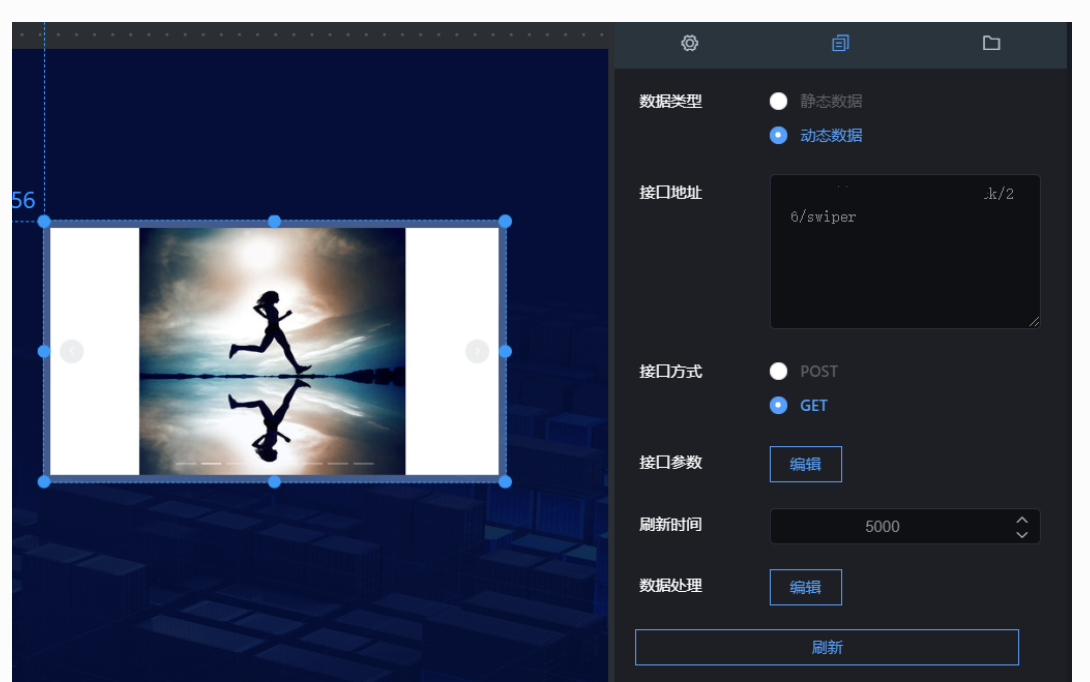 56
数据类型
静态数据
动态数据
接口地址
.k/2
6/swiper
接口方式
POST
GET
接口参数
编辑
刷新时间
5000
数据处理
编辑
刷新